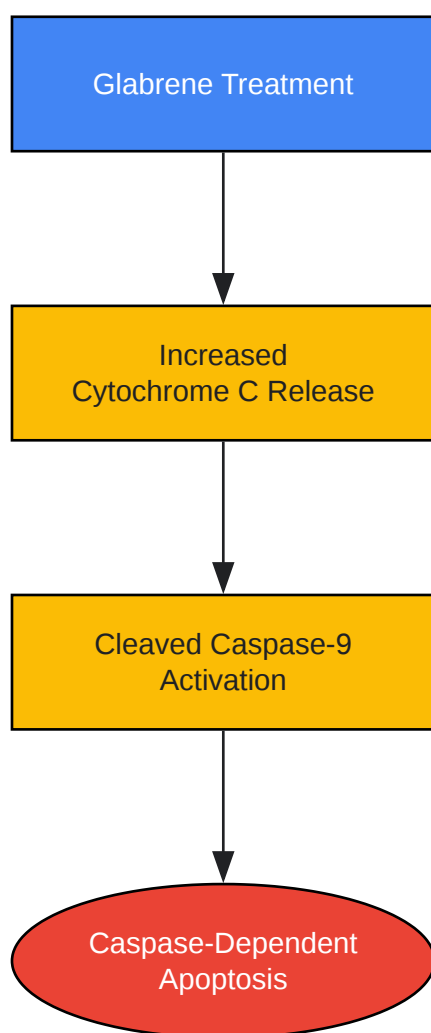 Glabrene Treatment
Increased
Cytochrome C Release
Cleaved Caspase-9
Activation
Caspase-Dependent
Apoptosis